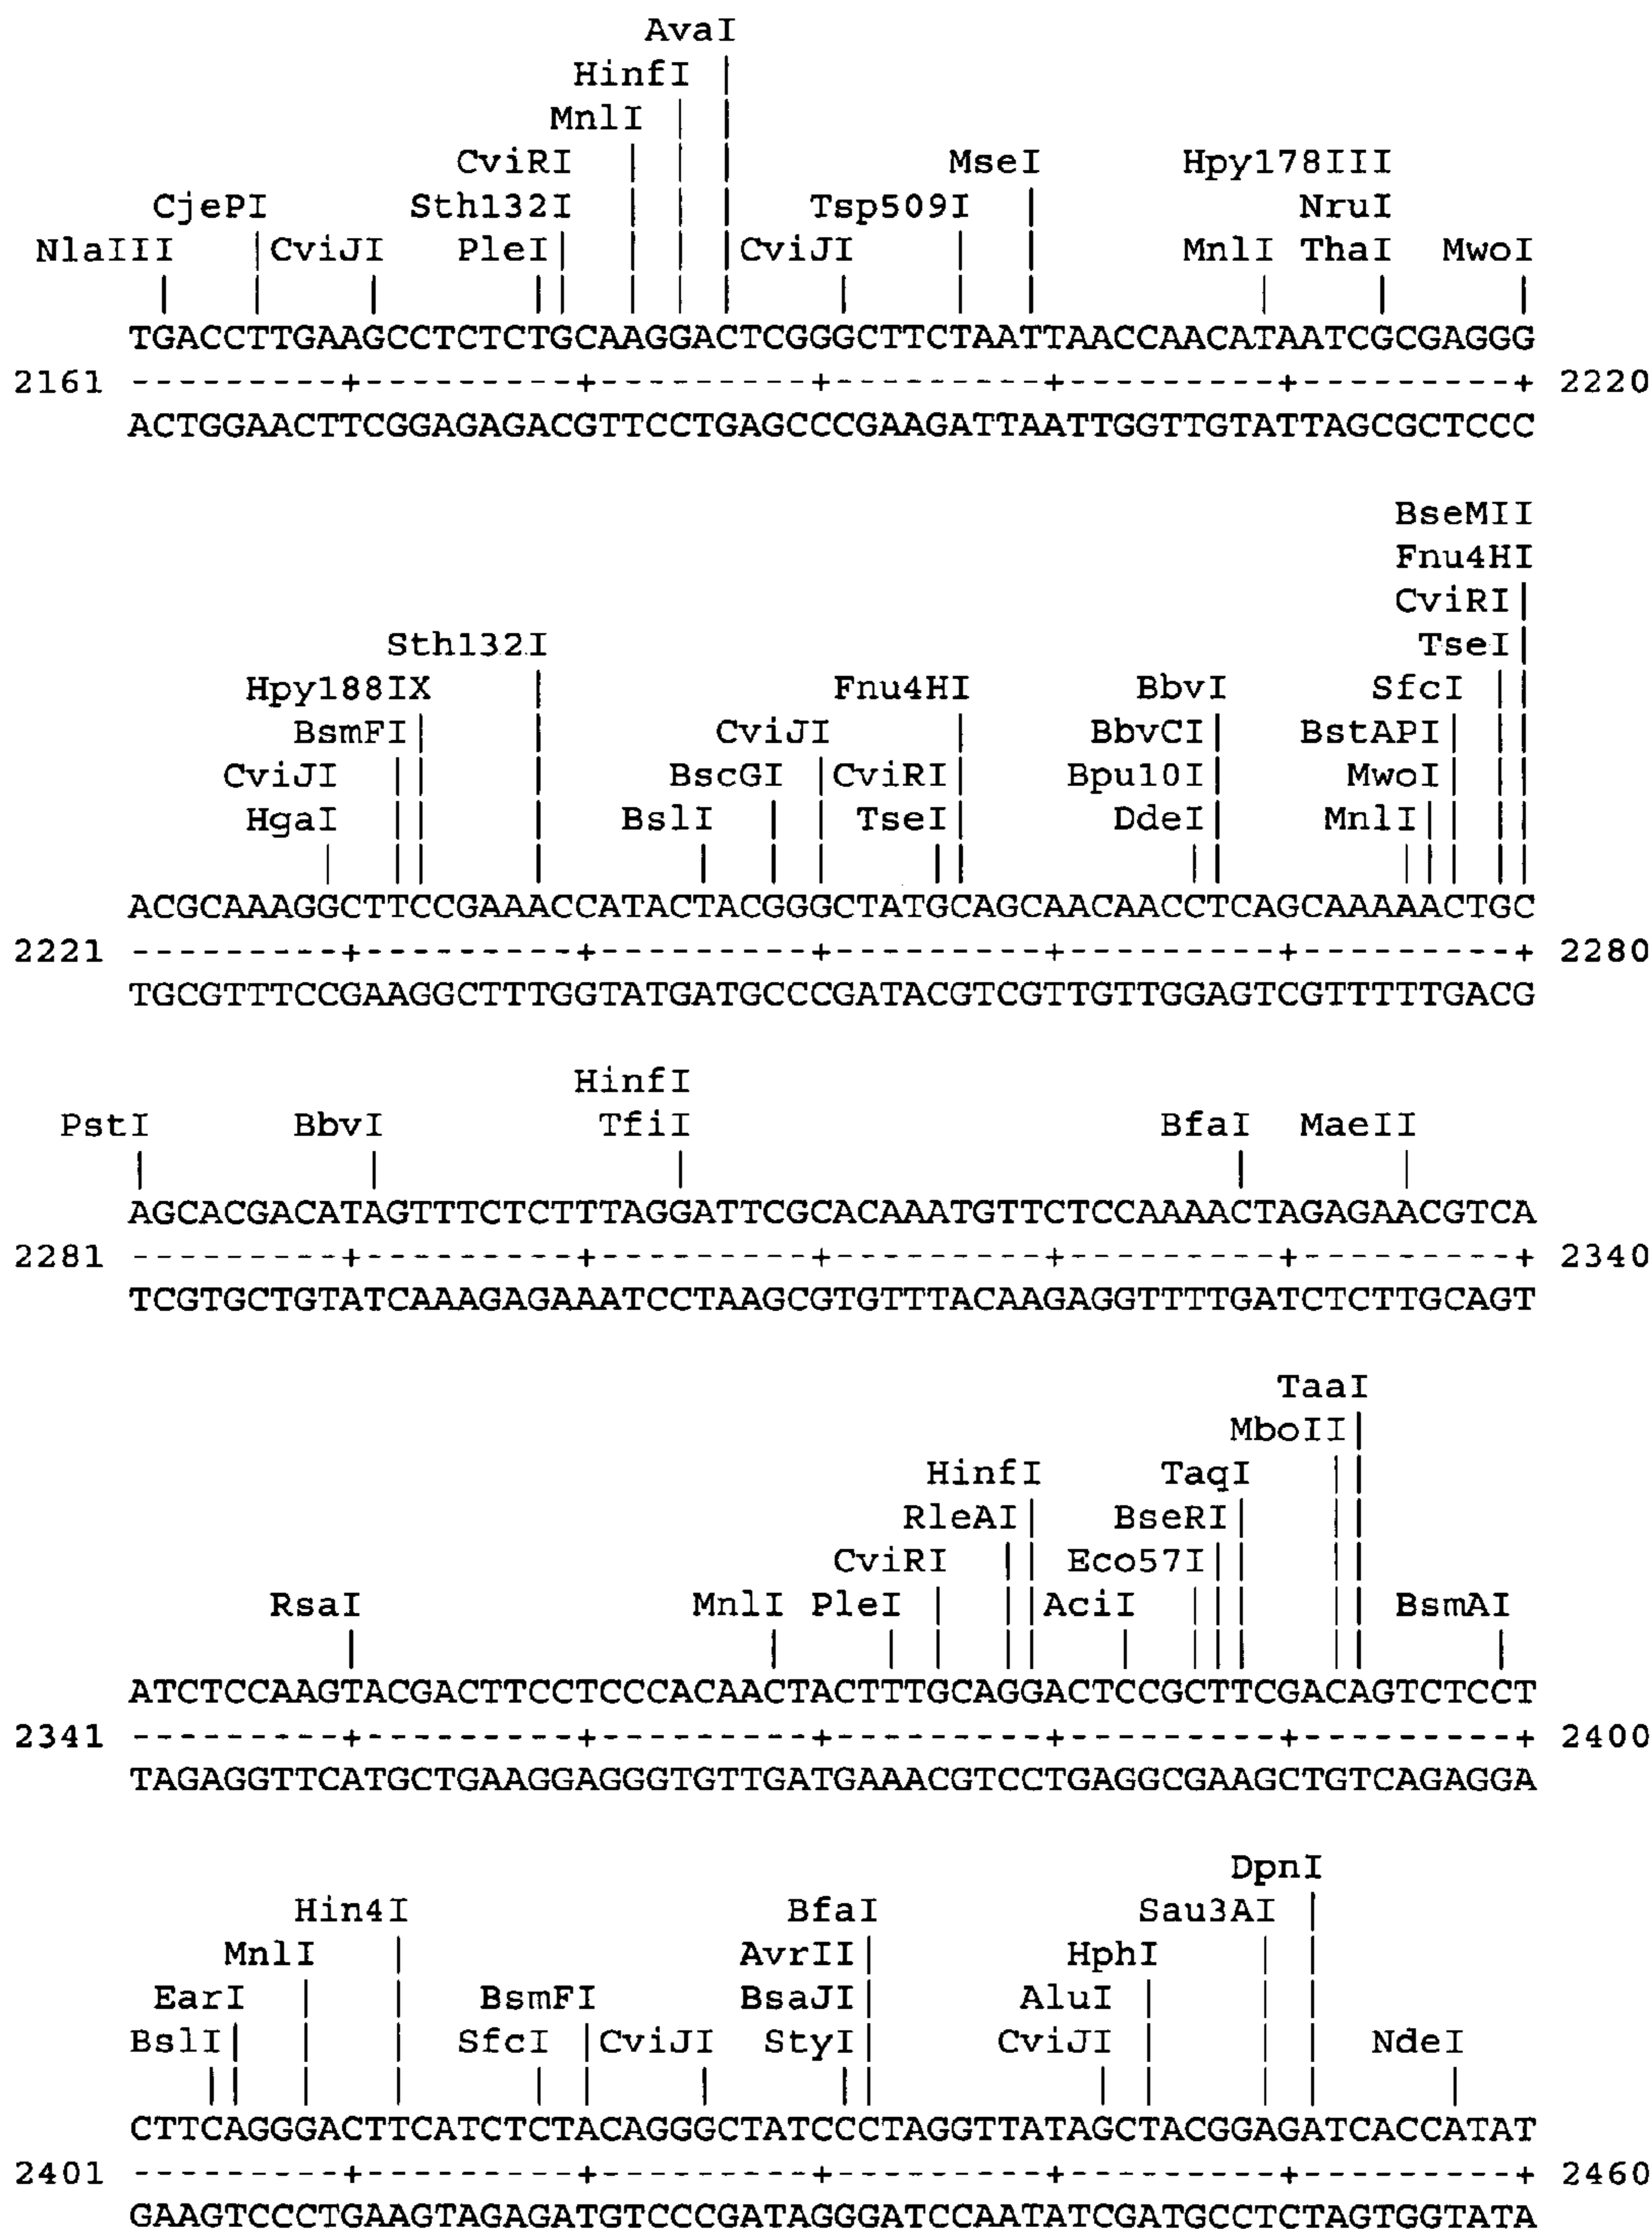 AvaI
HinfI |
MnlI | |
CviRI | | | MseI Hpy178III
CjePI Sth132I | | | Tsp509I | NruI
NlaIII |CviJI PleI| | | |CviJI | | MnlI ThaI MwoI
| | | || | | | | | | | | |
TGACCTTGAAGCCTCTCTGCAAGGACTCGGGCTTCTAATTAACCAACATAATCGCGAGGG
2161 ---------+---------+---------+---------+---------+---------+ 2220
ACTGGAACTTCGGAGAGACGTTCCTGAGCCCGAAGATTAATTGGTTGTATTAGCGCTCCC
BseMII
Fnu4HI
CviRI|
Sth132I TseI|
Hpy188IX | Fnu4HI BbvI SfcI ||
BsmFI| | CviJI | BbvCI| BstAPI| ||
CviJI || | BscGI |CviRI| Bpu10I| MwoI| ||
HgaI || | BslI | | TseI| DdeI| MnlI|| ||
| || | | | | || || ||| ||
ACGCAAAGGCTTCCGAAACCATACTACGGGCTATGCAGCAACAACCTCAGCAAAAACTGC
2221 ---------+---------+---------+---------+---------+---------+ 2280
TGCGTTTCCGAAGGCTTTGGTATGATGCCCGATACGTCGTTGTTGGAGTCGTTTTTGACG
HinfI
PstI BbvI TfiI BfaI MaeII
| | | | |
AGCACGACATAGTTTCTCTTTAGGATTCGCACAAATGTTCTCCAAAACTAGAGAACGTCA
2281 ---------+---------+---------+---------+---------+---------+ 2340
TCGTGCTGTATCAAAGAGAAATCCTAAGCGTGTTTACAAGAGGTTTTGATCTCTTGCAGT
TaaI
MboII|
HinfI TaqI ||
RleAI| BseRI| ||
CviRI || Eco57I|| ||
RsaI MnlI PleI | ||AciI ||| || BsmAI
| | | | || | ||| || |
ATCTCCAAGTACGACTTCCTCCCACAACTACTTTGCAGGACTCCGCTTCGACAGTCTCCT
2341 ---------+---------+---------+---------+---------+---------+ 2400
TAGAGGTTCATGCTGAAGGAGGGTGTTGATGAAACGTCCTGAGGCGAAGCTGTCAGAGGA
DpnI
Hin4I BfaI Sau3AI |
MnlI | AvrII| HphI | |
EarI | | BsmFI BsaJI| AluI | | |
BslI| | | SfcI |CviJI StyI| CviJI | | | NdeI
|| | | | | | || | | | | |
CTTCAGGGACTTCATCTCTACAGGGCTATCCCTAGGTTATAGCTACGGAGATCACCATAT
2401 ---------+---------+---------+---------+---------+---------+ 2460
GAAGTCCCTGAAGTAGAGATGTCCCGATAGGGATCCAATATCGATGCCTCTAGTGGTATA